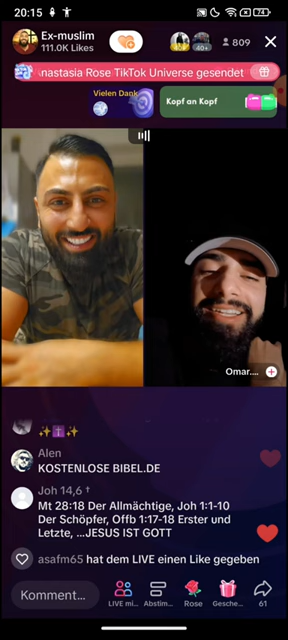 20:15
74
Ex-muslim
111.0K Likes
40+
809
nastasia Rose TikTok Universe gesendet
Vielen Dank
Kopf an Kopf
Omar....
Alen
KOSTENLOSE BIBEL.DE
Joh 14,6 †
Mt 28:18 Der Allmächtige, Joh 1:1-10
Der Schöpfer, Offb 1:17-18 Erster und
Letzte, ...JESUS IST GOTT
asafm65 hat dem LIVE einen Like gegeben
Komment...
LIVE mi...
Abstim...
Rose
Gesche...
61